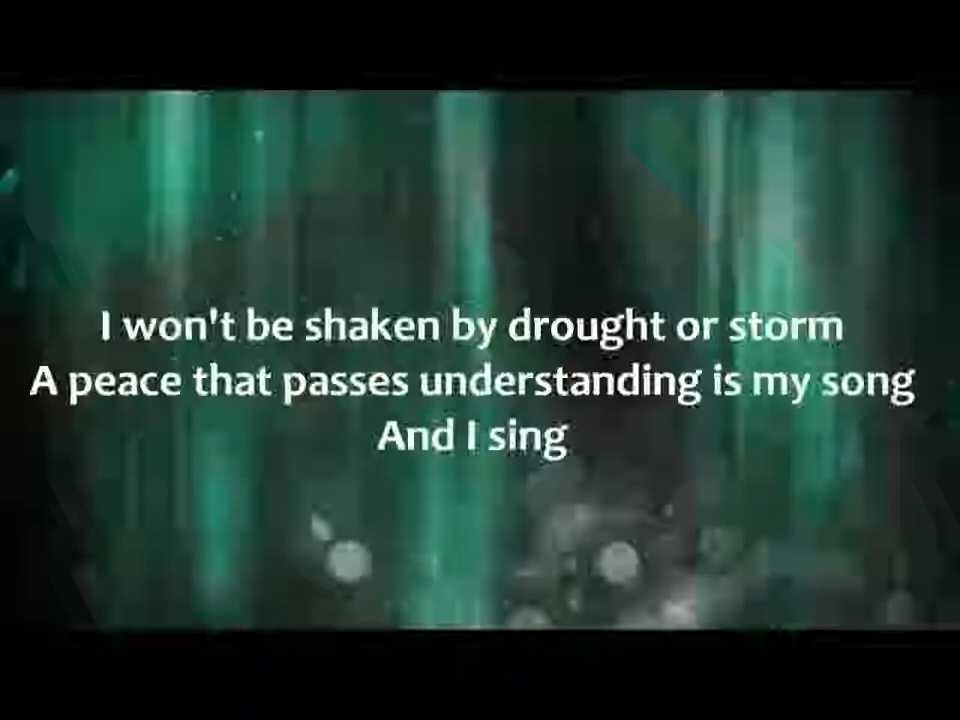 I won't be shaken by drought or storm
A peace that passes understanding is my song
And I sing